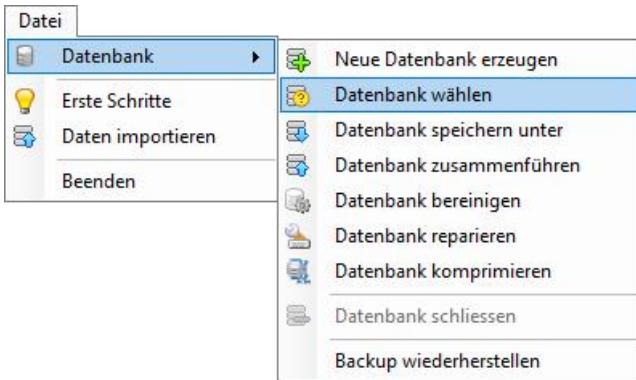 Datei
Datenbank
Erste Schritte
Daten importieren
Beenden
Neue Datenbank erzeugen
Datenbank wählen
Datenbank speichern unter
Datenbank zusammenführen
Datenbank bereinigen
Datenbank reparieren
Datenbank komprimieren
Datenbank schliessen
Backup wiederherstellen